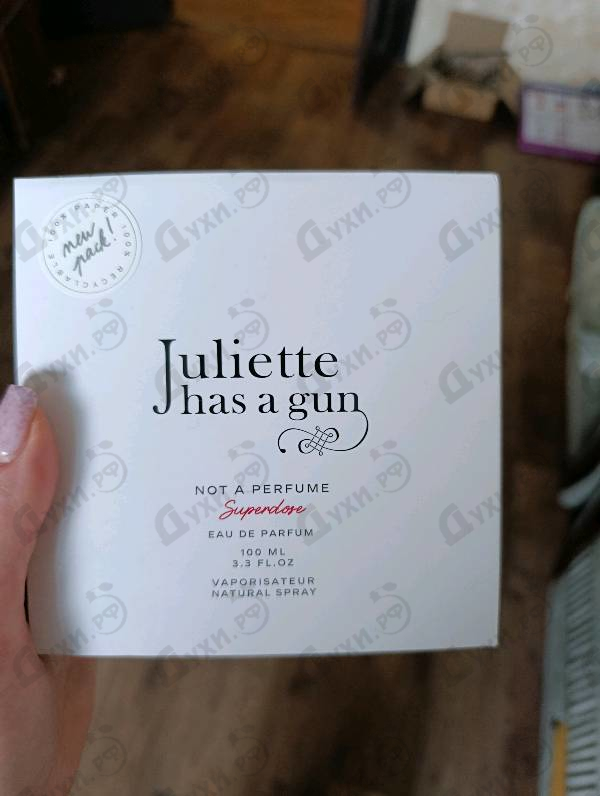 100% PAPER 100% RECYCLABLE
new
pack!
Juliette
has a gun
NOT A PERFUME
Superdose
EAU DE PARFUM
100 ML
3.3 FL.OZ
VAPORISATEUR
NATURAL SPRAY
Духи.РФ